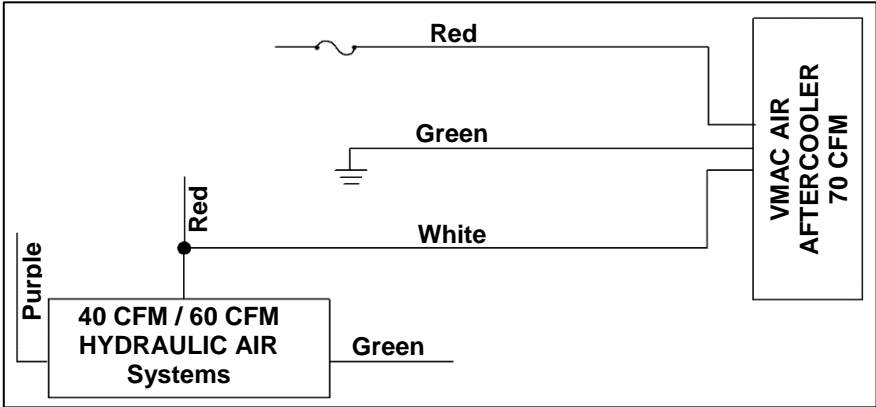 Red
Green
White
Red
Purple
40 CFM / 60 CFM
HYDRAULIC AIR
Systems
Green
VMAC AIR
AFTERCOOLER
70 CFM